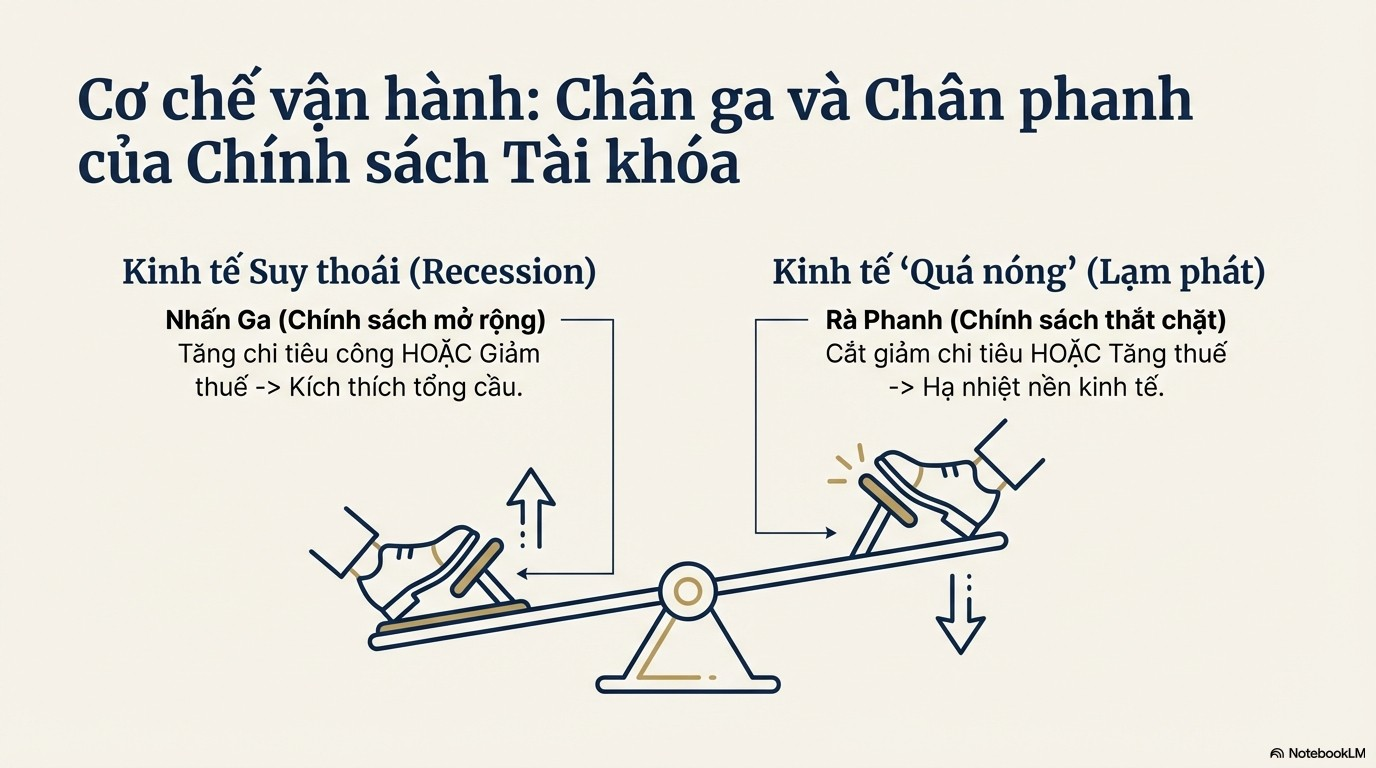 Cơ chế vận hành: Chân ga và Chân phanh
của Chính sách Tài khóa
Kinh tế Suy thoái (Recession)
Nhấn Ga (Chính sách mở rộng)
Tăng chi tiêu công HOẶC Giảm
thuế -> Kích thích tổng cầu.
Kinh tế ‘Quá nóng’ (Lạm phát)
Rà Phanh (Chính sách thắt chặt)
Cắt giảm chi tiêu HOẶC Tăng thuế
-> Hạ nhiệt nền kinh tế.
NotebookLM